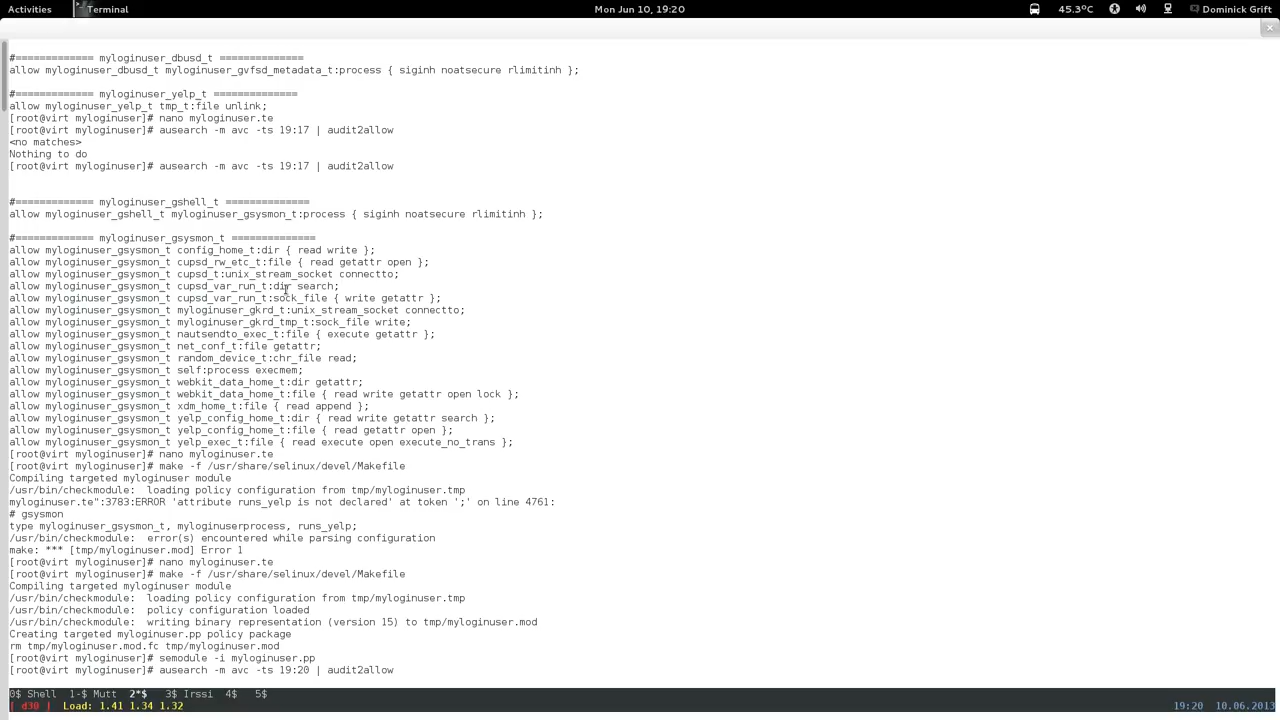 Activities Terminal Mon Jun 10, 19:20 45.3°C Dominick Grift
#============= myloginuser_dbusd_t ==============
allow myloginuser_dbusd_t myloginuser_gvfsd_metadata_t:process { siginh noatsecure rlimitinh };
#============= myloginuser_yelp_t ==============
allow myloginuser_yelp_t tmp_t:file unlink;
[root@virt myloginuser]# nano myloginuser.te
[root@virt myloginuser]# ausearch -m avc -ts 19:17 | audit2allow
<no matches>
Nothing to do
[root@virt myloginuser]# ausearch -m avc -ts 19:17 | audit2allow
#============= myloginuser_gshell_t ==============
allow myloginuser_gshell_t myloginuser_gsysmon_t:process { siginh noatsecure rlimitinh };
#============= myloginuser_gsysmon_t ==============
allow myloginuser_gsysmon_t config_home_t:dir { read write };
allow myloginuser_gsysmon_t cupsd_rw_etc_t:file { read getattr open };
allow myloginuser_gsysmon_t cupsd_t:unix_stream_socket connectto;
allow myloginuser_gsysmon_t cupsd_var_run_t:dir search;
allow myloginuser_gsysmon_t cupsd_var_run_t:sock_file { write getattr };
allow myloginuser_gsysmon_t myloginuser_gkrd_t:unix_stream_socket connectto;
allow myloginuser_gsysmon_t myloginuser_gkrd_tmp_t:sock_file write;
allow myloginuser_gsysmon_t nautsendto_exec_t:file { execute getattr };
allow myloginuser_gsysmon_t net_conf_t:file getattr;
allow myloginuser_gsysmon_t random_device_t:chr_file read;
allow myloginuser_gsysmon_t self:process execmem;
allow myloginuser_gsysmon_t webkit_data_home_t:dir getattr;
allow myloginuser_gsysmon_t webkit_data_home_t:file { read write getattr open lock };
allow myloginuser_gsysmon_t xdm_home_t:file { read append };
allow myloginuser_gsysmon_t yelp_config_home_t:dir { read write getattr search };
allow myloginuser_gsysmon_t yelp_config_home_t:file { read getattr open };
allow myloginuser_gsysmon_t yelp_exec_t:file { read execute open execute_no_trans };
[root@virt myloginuser]# nano myloginuser.te
[root@virt myloginuser]# make -f /usr/share/selinux/devel/Makefile
Compiling targeted myloginuser module
/usr/bin/checkmodule:  loading policy configuration from tmp/myloginuser.tmp
myloginuser.te":3783:ERROR 'attribute runs_yelp is not declared' at token ';' on line 4761:
# gsysmon
type myloginuser_gsysmon_t, myloginuserprocess, runs_yelp;
/usr/bin/checkmodule:  error(s) encountered while parsing configuration
make: *** [tmp/myloginuser.mod] Error 1
[root@virt myloginuser]# nano myloginuser.te
[root@virt myloginuser]# make -f /usr/share/selinux/devel/Makefile
Compiling targeted myloginuser module
/usr/bin/checkmodule:  loading policy configuration from tmp/myloginuser.tmp
/usr/bin/checkmodule:  policy configuration loaded
/usr/bin/checkmodule:  writing binary representation (version 15) to tmp/myloginuser.mod
Creating targeted myloginuser.pp policy package
rm tmp/myloginuser.mod.fc tmp/myloginuser.mod
[root@virt myloginuser]# semodule -i myloginuser.pp
[root@virt myloginuser]# ausearch -m avc -ts 19:20 | audit2allow
0$ Shell  1-$ Mutt  2*$  3$ Irssi  4$  5$
[ d30 ]  Load: 1.41 1.34 1.32 19:20 10.06.2013